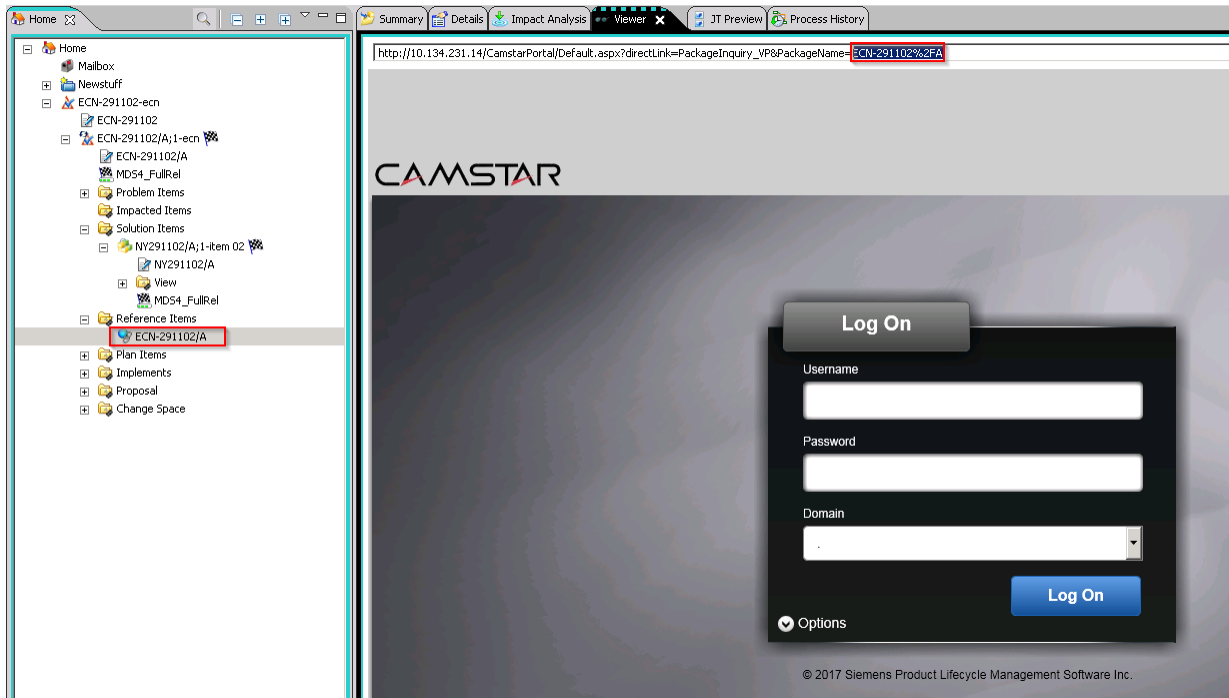 Home
Summary
Details
Impact Analysis
Viewer
JT Preview
Process History
Home
Mailbox
Newstuff
ECN-291102-ecn
ECN-291102
ECN-291102/A;1-ecn
ECN-291102/A
MDS4_FullRel
Problem Items
Impacted Items
Solution Items
NY291102/A;1-item 02
NY291102/A
View
MDS4_FullRel
Reference Items
ECN-291102/A
Plan Items
Implements
Proposal
Change Space
http://10.134.231.14/CamstarPortal/Default.aspx?directLink=PackageInquiry_VP&PackageName=ECN-291102%2FA
CAMSTAR
Log On
Username
Password
Domain
.
Log On
Options
© 2017 Siemens Product Lifecycle Management Software Inc.